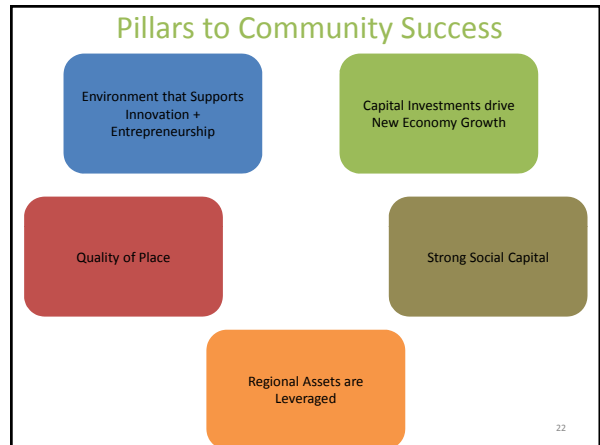 Pillars to Community Success
Environment that Supports
Innovation +
Entrepreneurship
Capital Investments drive
New Economy Growth
Quality of Place
Strong Social Capital
Regional Assets are
Leveraged
22